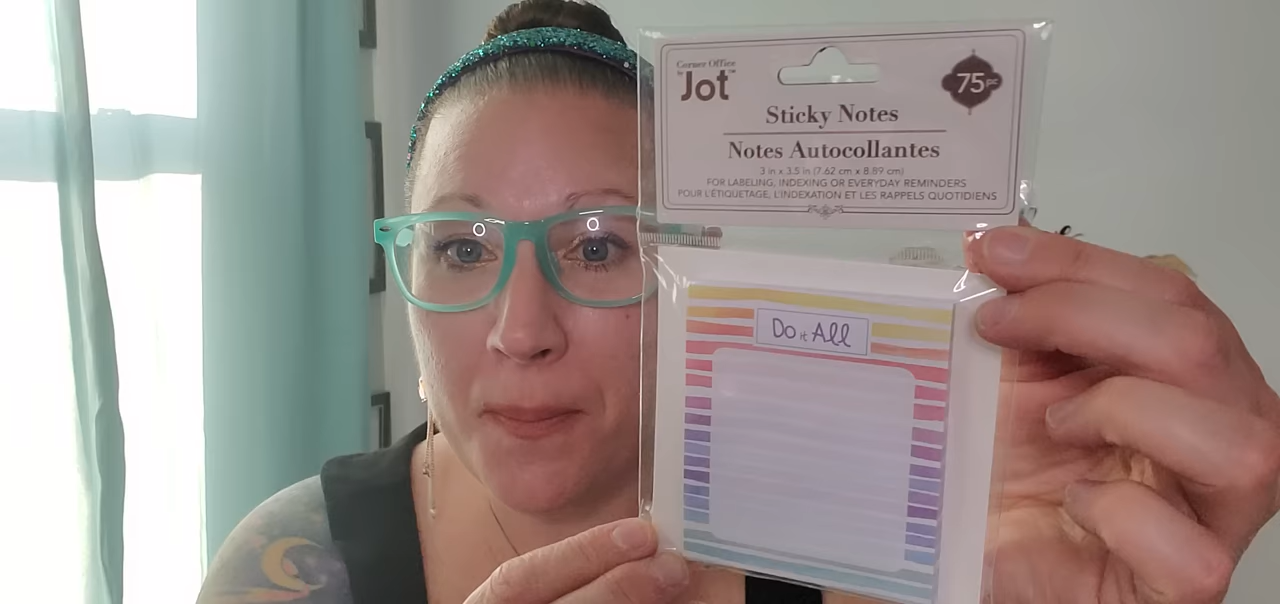 Corner Office
by Jot™
75pc
Sticky Notes
Notes Autocollantes
3 in x 3.5 in (7.62 cm x 8.89 cm)
FOR LABELING, INDEXING OR EVERYDAY REMINDERS
POUR L'ÉTIQUETAGE, L'INDEXATION ET LES RAPPELS QUOTIDIENS
Do it All